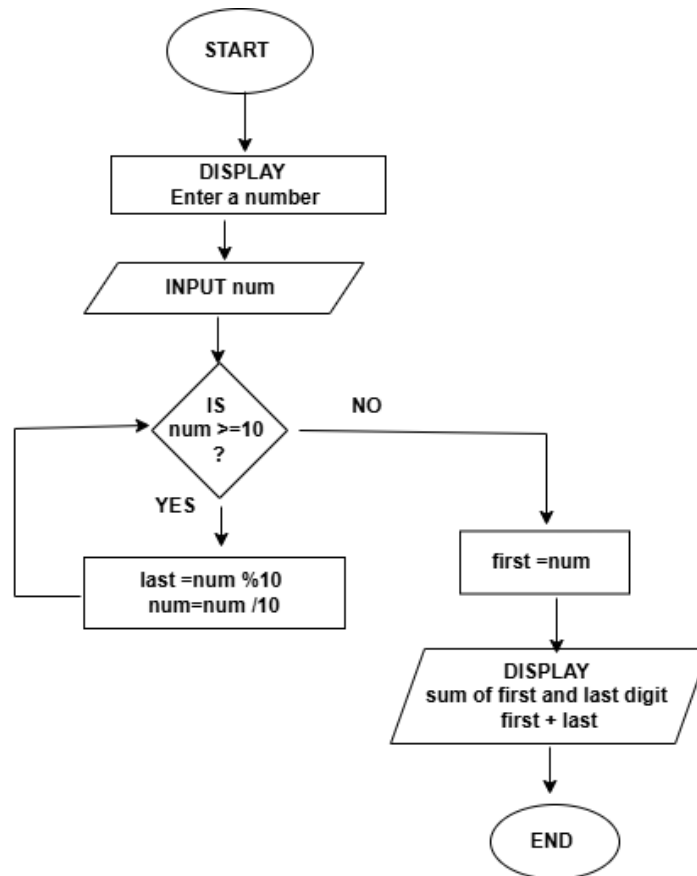 START
DISPLAY
Enter a number
INPUT num
IS
num >=10
?
NO
YES
last =num %10
num=num /10
first =num
DISPLAY
sum of first and last digit
first + last
END